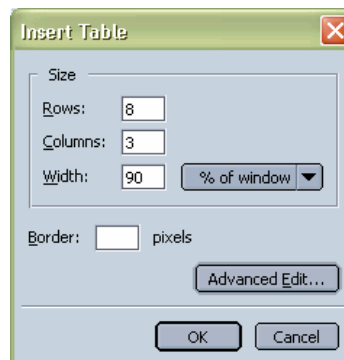 Insert Table
Size
Rows: 8
Columns: 3
Width: 90 % of window
Border: pixels
Advanced Edit...
OK Cancel